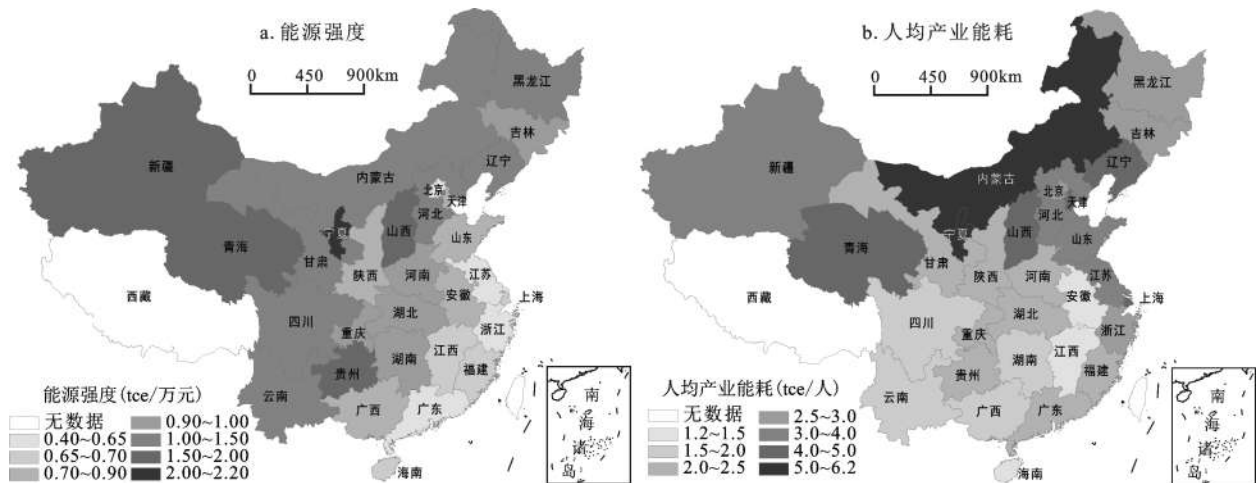 a.能源强度
0 450 900km
黑龙江
吉林
辽宁
新疆
内蒙古
北京
天津
河北
宁夏
山西
山东
青海
甘肃
陕西
河南
江苏
西藏
安徽
上海
四川
湖北
重庆
浙江
湖南
江西
贵州
福建
云南
广西
广东
海南
能源强度(tce/万元)
无数据
0.40~0.65
0.65~0.70
0.70~0.90
0.90~1.00
1.00~1.50
1.50~2.00
2.00~2.20
南
海
诸
岛
b.人均产业能耗
0 450 900km
黑龙江
吉林
辽宁
新疆
内蒙古
北京
天津
河北
宁夏
山西
山东
青海
甘肃
陕西
河南
江苏
西藏
安徽
上海
四川
湖北
重庆
浙江
湖南
江西
贵州
福建
云南
广西
广东
海南
人均产业能耗(tce/人)
无数据
1.2~1.5
1.5~2.0
2.0~2.5
2.5~3.0
3.0~4.0
4.0~5.0
5.0~6.2
南
海
诸
岛